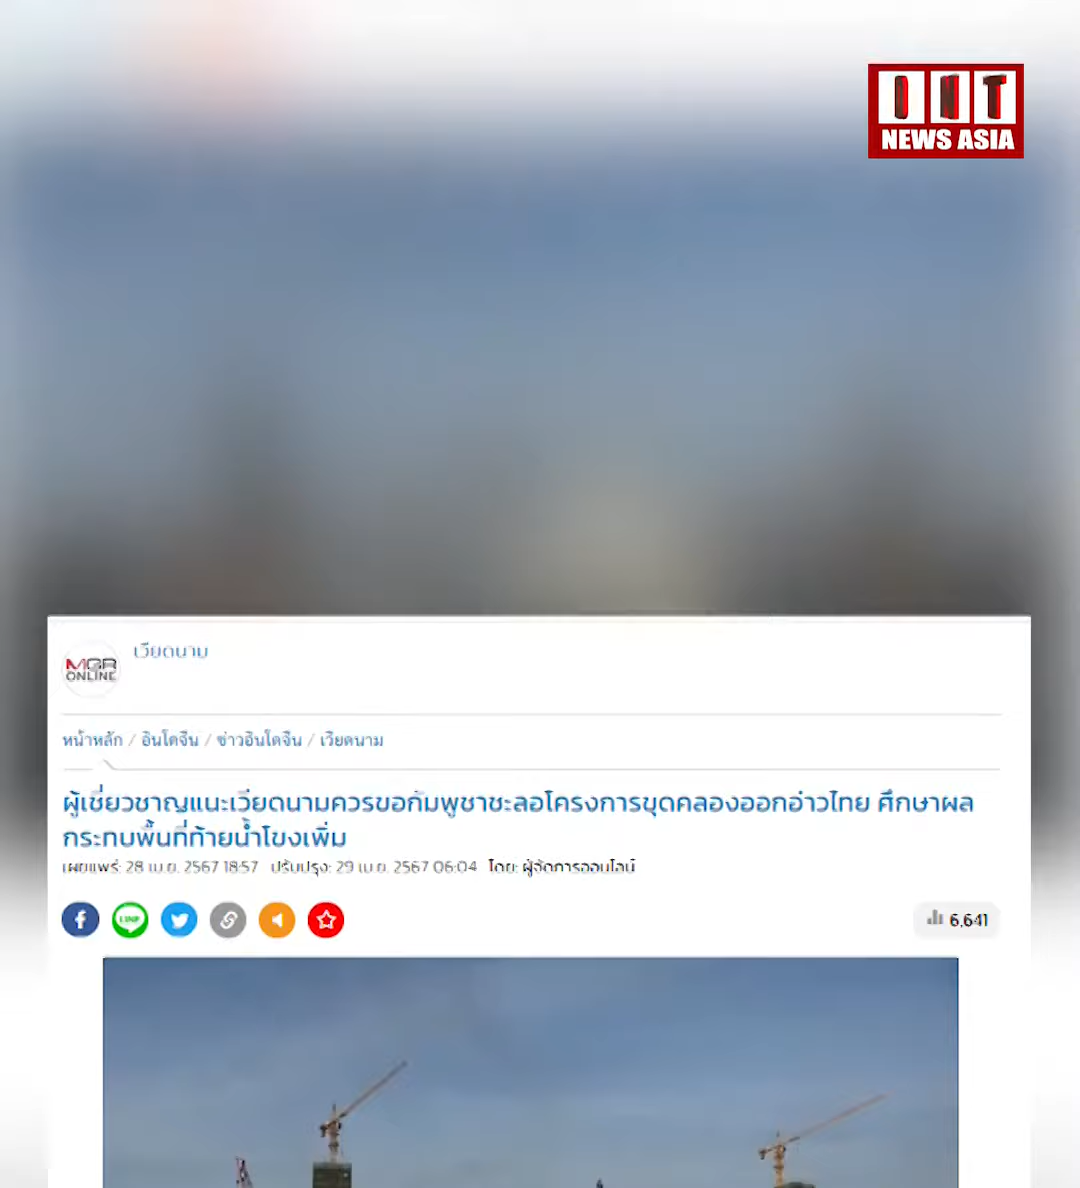 INT
NEWS ASIA
MGR
ONLINE
เวียดนาม
หน้าหลัก / อินโดจีน / ข่าวอินโดจีน / เวียดนาม
ผู้เชี่ยวชาญแนะเวียดนามควรขอกัมพูชาชะลอโครงการขุดคลองออกอ่าวไทย ศึกษาผล
กระทบพื้นที่ท้ายน้ำโขงเพิ่ม
เผยแพร่: 28 เม.ย. 2567 18:57 ปรับปรุง: 29 เม.ย. 2567 06:04 โดย: ผู้จัดการออนไลน์
LINE
6,641